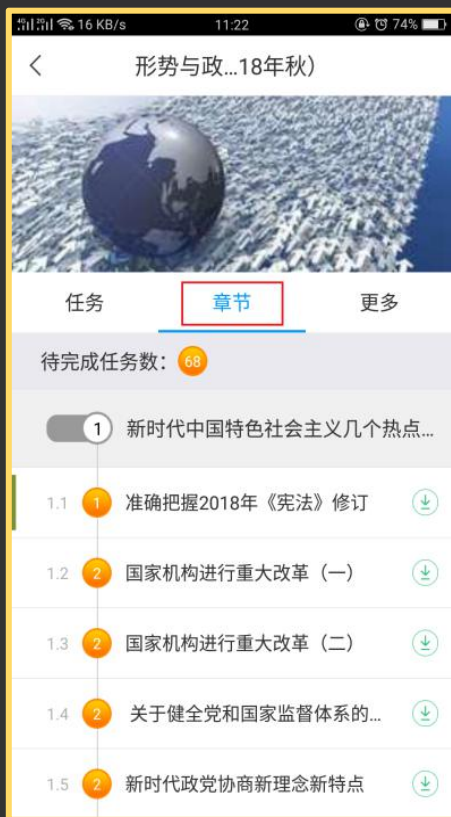 4G 2G 16 KB/s 11:22 74%
形势与政...18年秋）
任务 章节 更多
待完成任务数： 68
1 新时代中国特色社会主义几个热点...
1.1 1 准确把握2018年《宪法》修订
1.2 2 国家机构进行重大改革（一）
1.3 2 国家机构进行重大改革（二）
1.4 2 关于健全党和国家监督体系的...
1.5 2 新时代政党协商新理念新特点